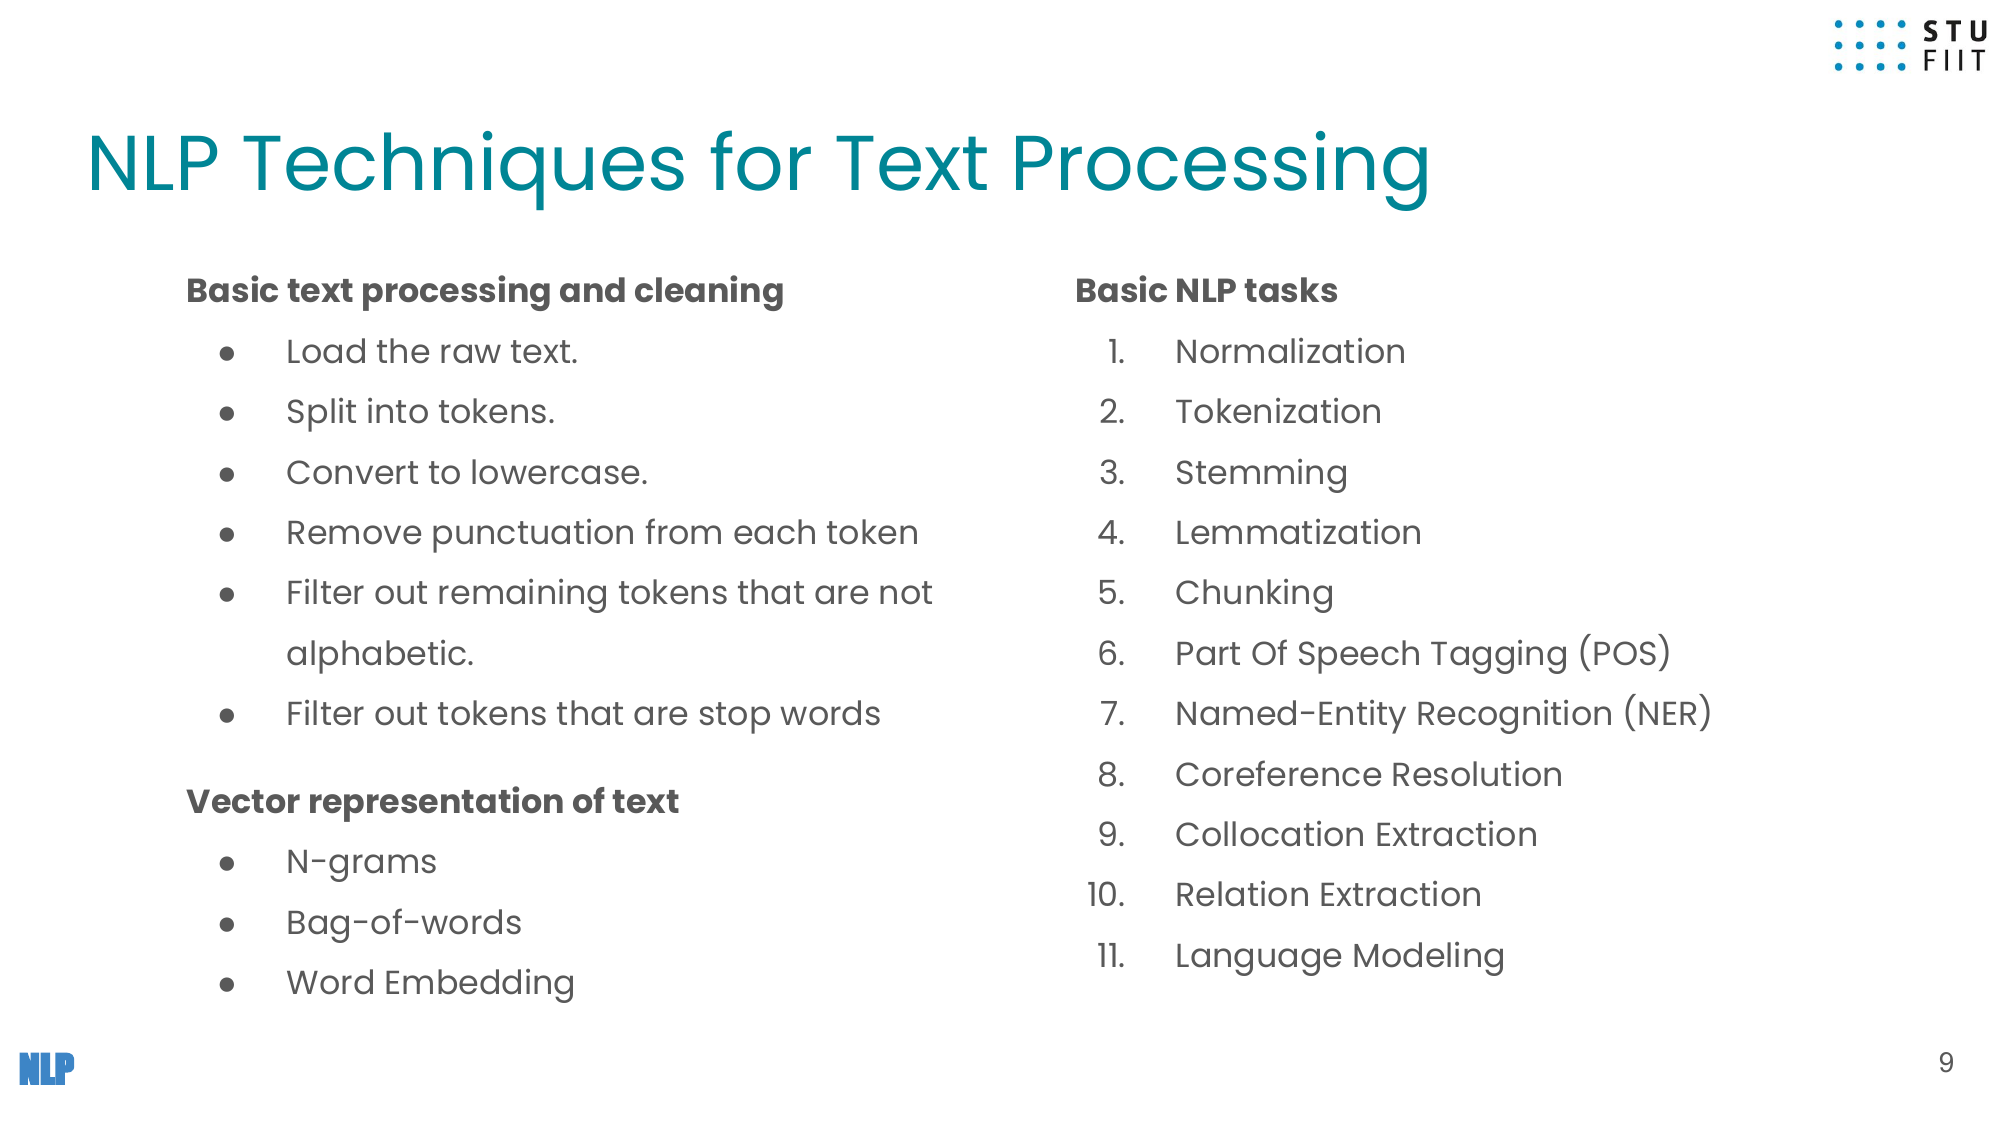 STU
FIIT
NLP Techniques for Text Processing
Basic text processing and cleaning
● Load the raw text.
● Split into tokens.
● Convert to lowercase.
● Remove punctuation from each token
● Filter out remaining tokens that are not
alphabetic.
● Filter out tokens that are stop words
Vector representation of text
● N-grams
● Bag-of-words
● Word Embedding
Basic NLP tasks
1. Normalization
2. Tokenization
3. Stemming
4. Lemmatization
5. Chunking
6. Part Of Speech Tagging (POS)
7. Named-Entity Recognition (NER)
8. Coreference Resolution
9. Collocation Extraction
10. Relation Extraction
11. Language Modeling
NLP
9